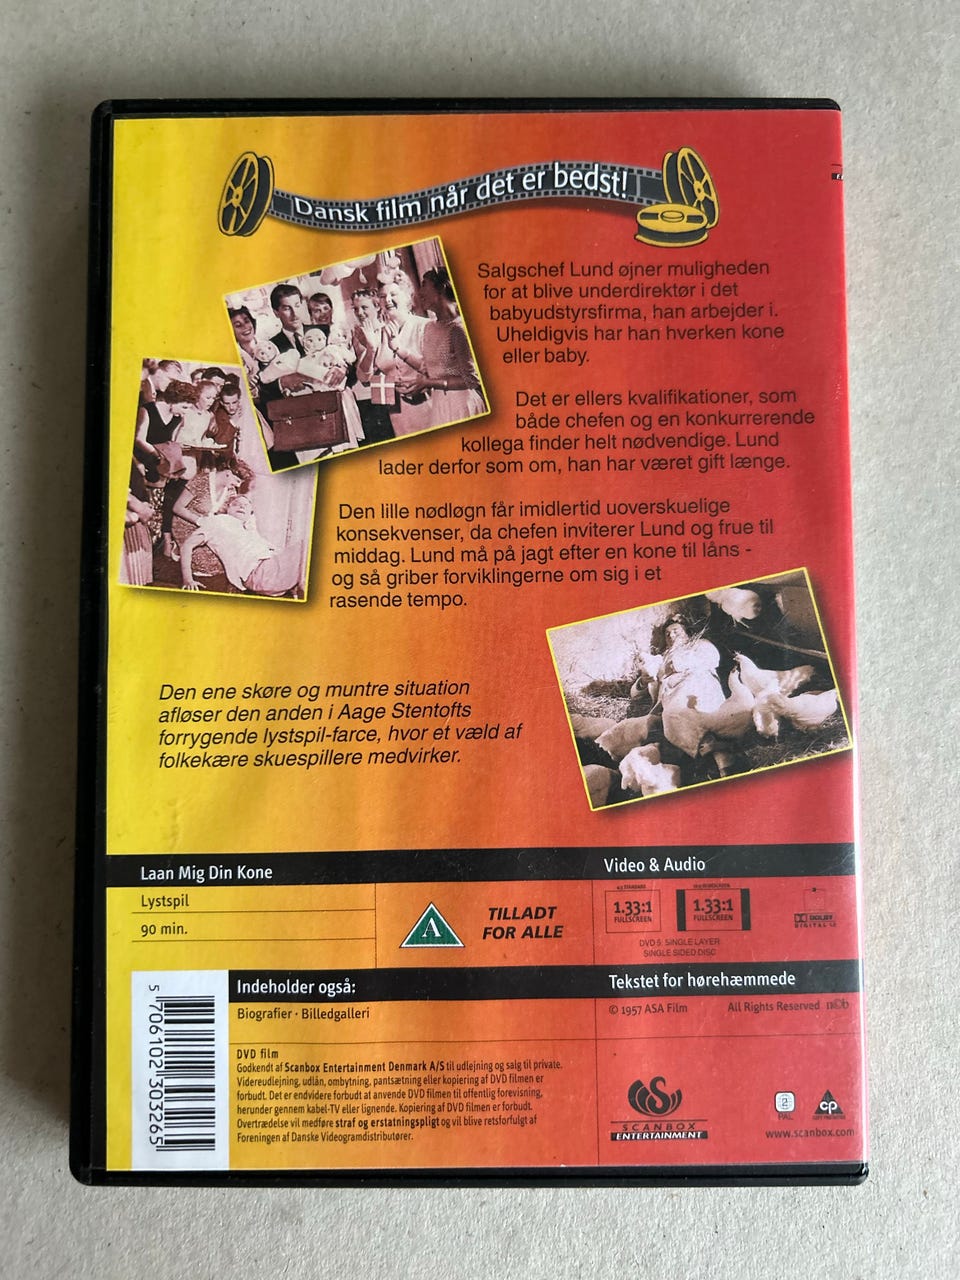 Dansk film når det er bedst!
Salgschef Lund øjner muligheden
for at blive underdirektør i det
babyudstyrsfirma, han arbejder i.
Uheldigvis har han hverken kone
eller baby.
Det er ellers kvalifikationer, som
både chefen og en konkurrerende
kollega finder helt nødvendige. Lund
lader derfor som om, han har været gift længe.
Den lille nødløgn får imidlertid uoverskuelige
konsekvenser, da chefen inviterer Lund og frue til
middag. Lund må på jagt efter en kone til låns -
og så griber forviklingerne om sig i et
rasende tempo.
Den ene skøre og muntre situation
afløser den anden i Aage Stentofts
forrygende lystspil-farce, hvor et væld af
folkekære skuespillere medvirker.
Laan Mig Din Kone
Video & Audio
Lystspil
90 min.
A
TILLADT
FOR ALLE
1.33:1
FULLSCREEN
1.33:1
FULLSCREEN
DOLBY
DIGITAL
DVD 5: SINGLE LAYER
SINGLE SIDED DISC
Indeholder også:
Tekstet for hørehæmmede
Biografier · Billedgalleri
© 1957 ASA Film
All Rights Reserved
n©b
DVD film
Godkendt af Scanbox Entertainment Denmark A/S til udlejning og salg til private.
Videreudlejning, udlån, ombytning, pantsætning eller kopiering af DVD filmen er
forbudt. Det er endvidere forbudt at anvende DVD filmen til offentlig forevisning,
herunder gennem kabel-TV eller lignende. Kopiering af DVD filmen er forbudt.
Overtrædelse vil medføre straf og erstatningspligt og vil blive retsforfulgt af
Foreningen af Danske Videogramdistributører.
5 706102 303265
SCANBOX
ENTERTAINMENT
2
PAL
cp
www.scanbox.com